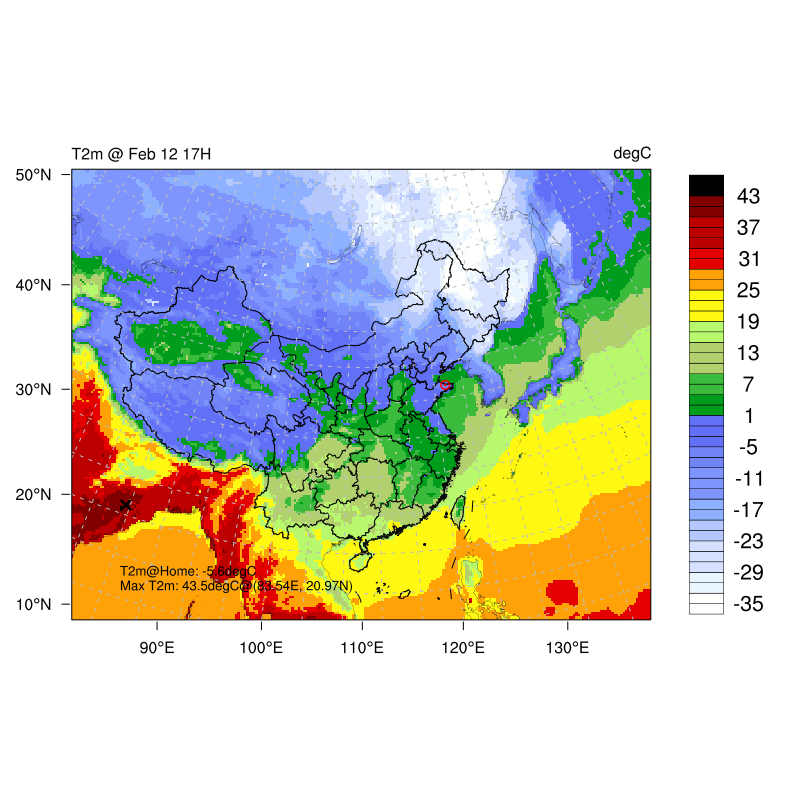 T2m @ Feb 12 17H
degC
50°N
40°N
30°N
20°N
10°N
90°E
100°E
110°E
120°E
130°E
43
37
31
25
19
13
7
1
-5
-11
-17
-23
-29
-35
T2m@Home: -5.6degC
Max T2m: 43.5degC@(83.54E, 20.97N)